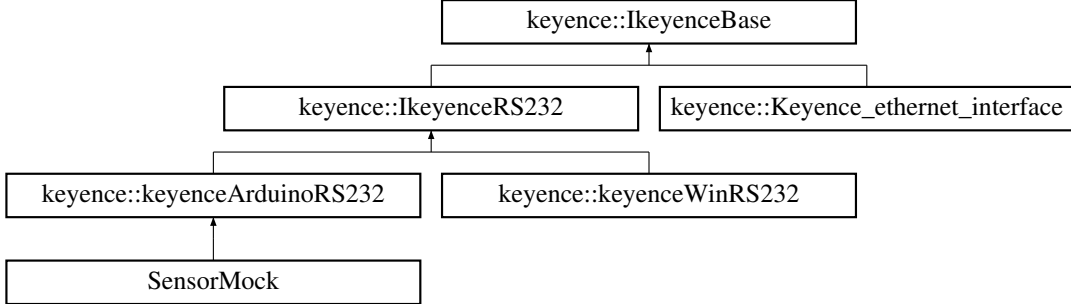 keyence::IkeyenceBase
keyence::IkeyenceRS232
keyence::Keyence_ethernet_interface
keyence::keyenceArduinoRS232
keyence::keyenceWinRS232
SensorMock